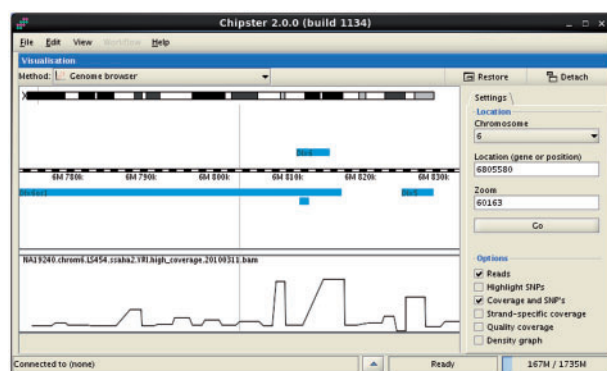 Chipster 2.0.0 (build 1134)
File Edit View Workflow Help
Visualisation
Method: Genome browser
Restore Detach
Settings
Location
Chromosome
6
Location (gene or position)
6805580
Zoom
60163
Go
6M 780k 6M 790k 6M 800k 6M 810k 6M 820k 6M 830k
NA19240.chrom6.LS454.ssaha2.YRI.high_coverage.20100311.bam
Options
Reads
Highlight SNPs
Coverage and SNP's
Strand-specific coverage
Quality coverage
Density graph
Connected to (none) Ready 167M / 1735M